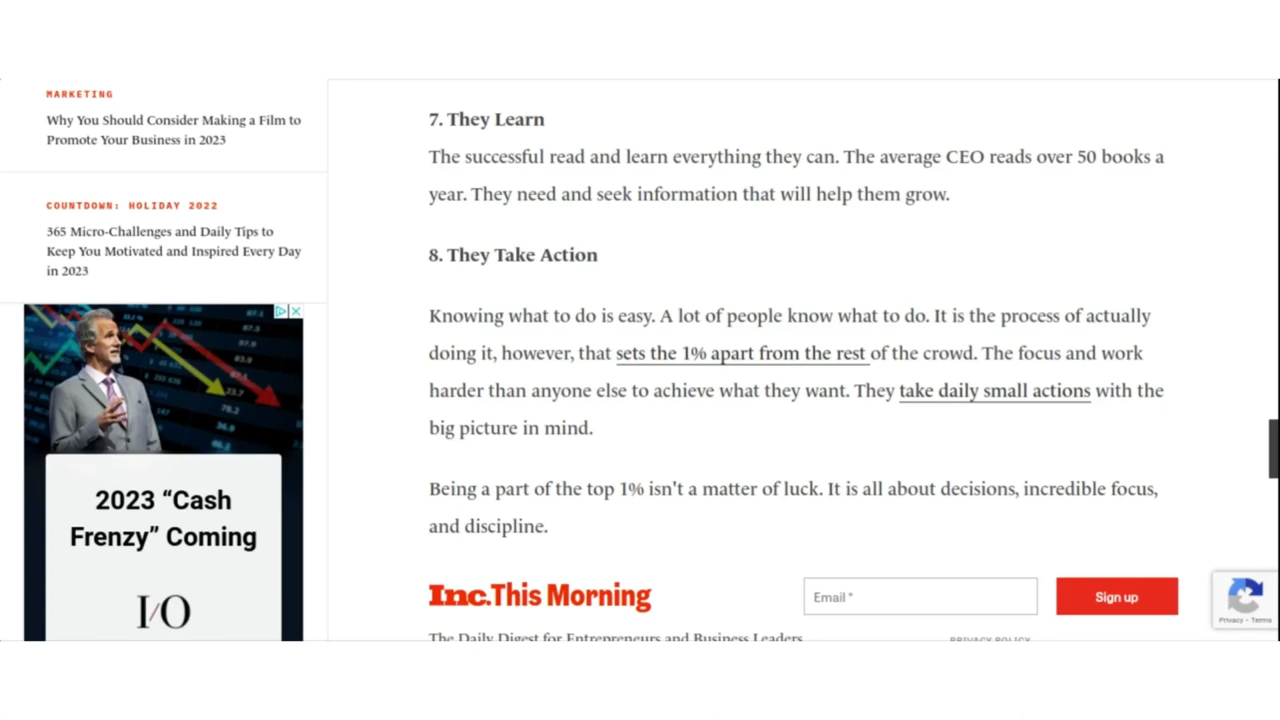 MARKETING
Why You Should Consider Making a Film to
Promote Your Business in 2023
COUNTDOWN: HOLIDAY 2022
365 Micro-Challenges and Daily Tips to
Keep You Motivated and Inspired Every Day
in 2023
2023 “Cash
Frenzy” Coming
I/O
7. They Learn
The successful read and learn everything they can. The average CEO reads over 50 books a
year. They need and seek information that will help them grow.
8. They Take Action
Knowing what to do is easy. A lot of people know what to do. It is the process of actually
doing it, however, that sets the 1% apart from the rest of the crowd. The focus and work
harder than anyone else to achieve what they want. They take daily small actions with the
big picture in mind.
Being a part of the top 1% isn't a matter of luck. It is all about decisions, incredible focus,
and discipline.
Inc.This Morning
Email *
Sign up
The Daily Digest for Entrepreneurs and Business Leaders
PRIVACY POLICY
Privacy - Terms